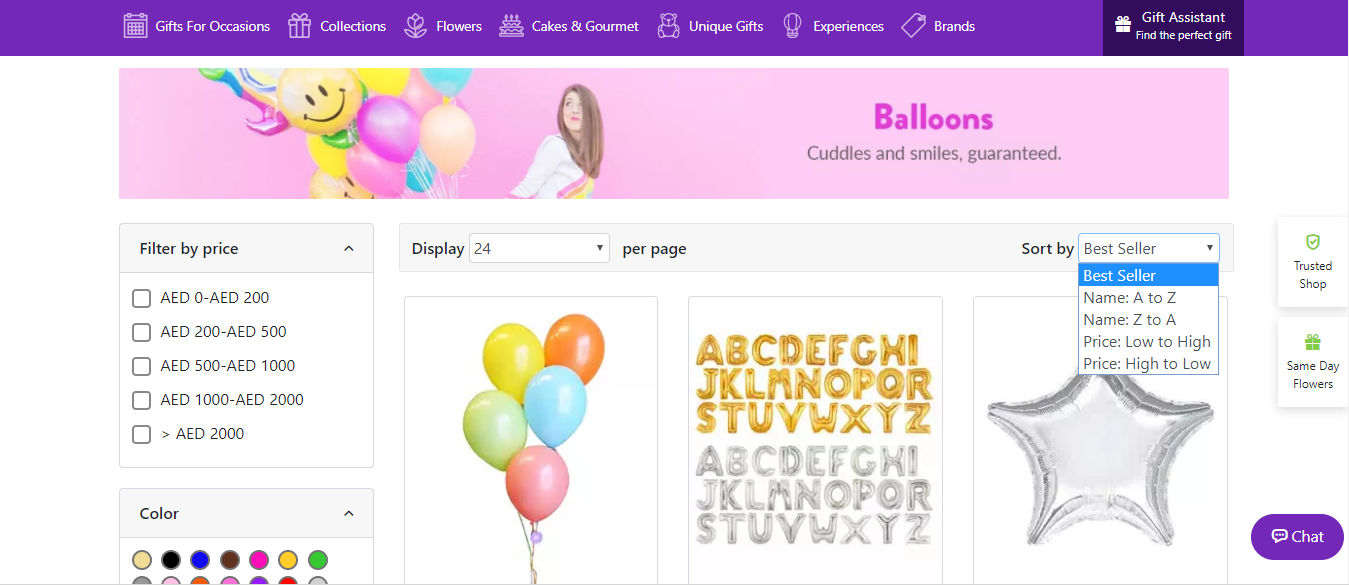 Gifts For Occasions
Collections
Flowers
Cakes & Gourmet
Unique Gifts
Experiences
Brands
Gift Assistant
Find the perfect gift
Balloons
Cuddles and smiles, guaranteed.
Filter by price
AED 0-AED 200
AED 200-AED 500
AED 500-AED 1000
AED 1000-AED 2000
> AED 2000
Color
Display 24 per page
Sort by Best Seller
Best Seller
Name: A to Z
Name: Z to A
Price: Low to High
Price: High to Low
ABCDEFGHI
JKLMNOPQR
STUVWXYZ
ABCDEFGHI
JKLMNOPQR
STUVWXYZ
Trusted
Shop
Same Day
Flowers
Chat